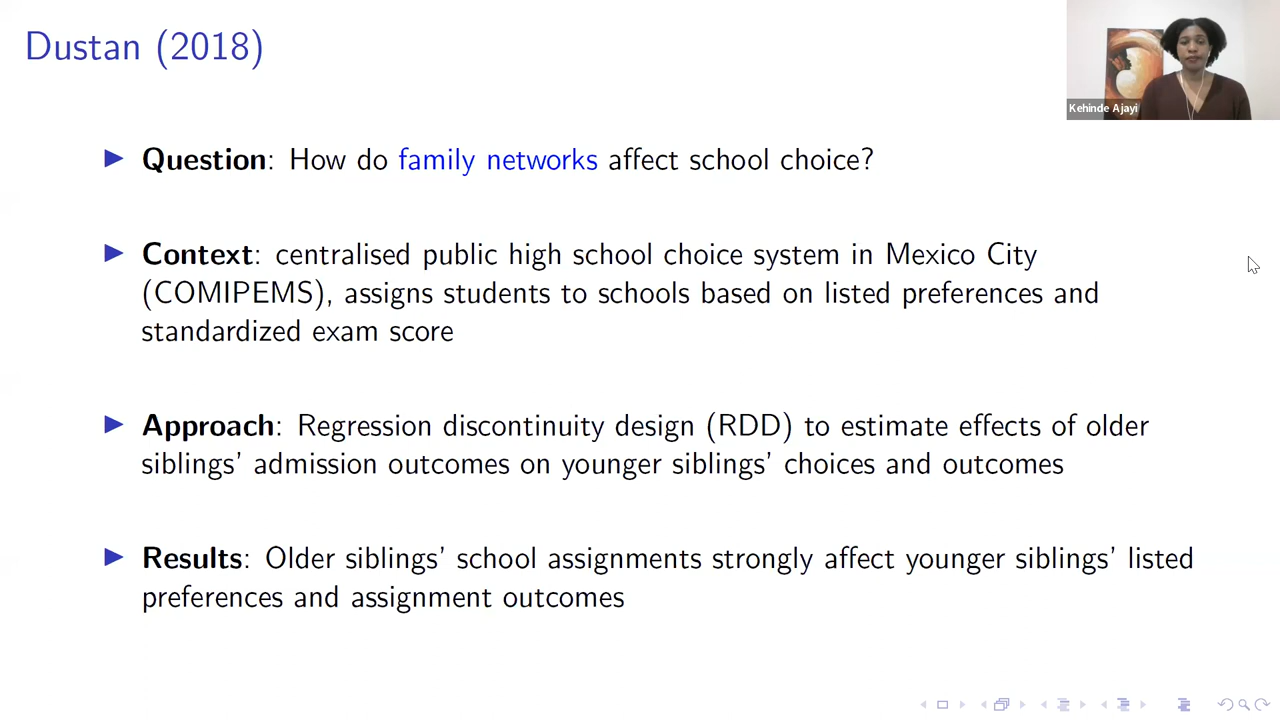 Dustan (2018)
Kehinde Ajayi
Question: How do family networks affect school choice?
Context: centralised public high school choice system in Mexico City
(COMIPEMS), assigns students to schools based on listed preferences and
standardized exam score
Approach: Regression discontinuity design (RDD) to estimate effects of older
siblings' admission outcomes on younger siblings' choices and outcomes
Results: Older siblings' school assignments strongly affect younger siblings' listed
preferences and assignment outcomes